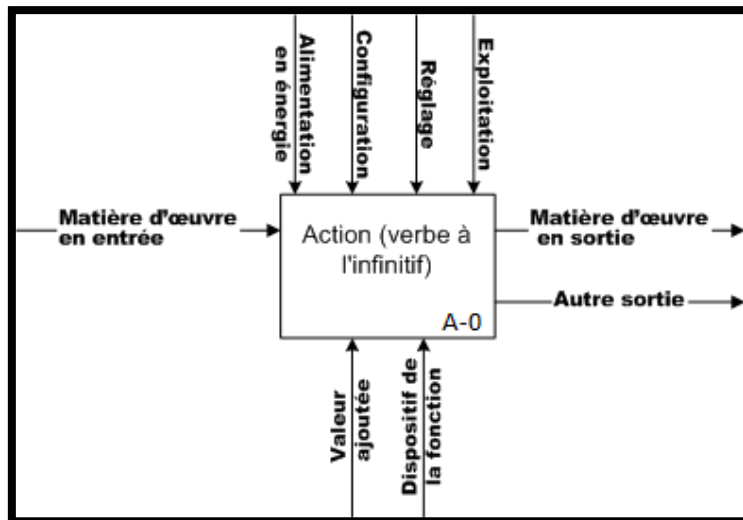 Alimentation
en énergie
Configuration
Réglage
Exploitation
Matière d'œuvre
en entrée
Action (verbe à
l'infinitif)
A-0
Matière d'œuvre
en sortie
Autre sortie
Valeur
ajoutée
Dispositif de
la fonction